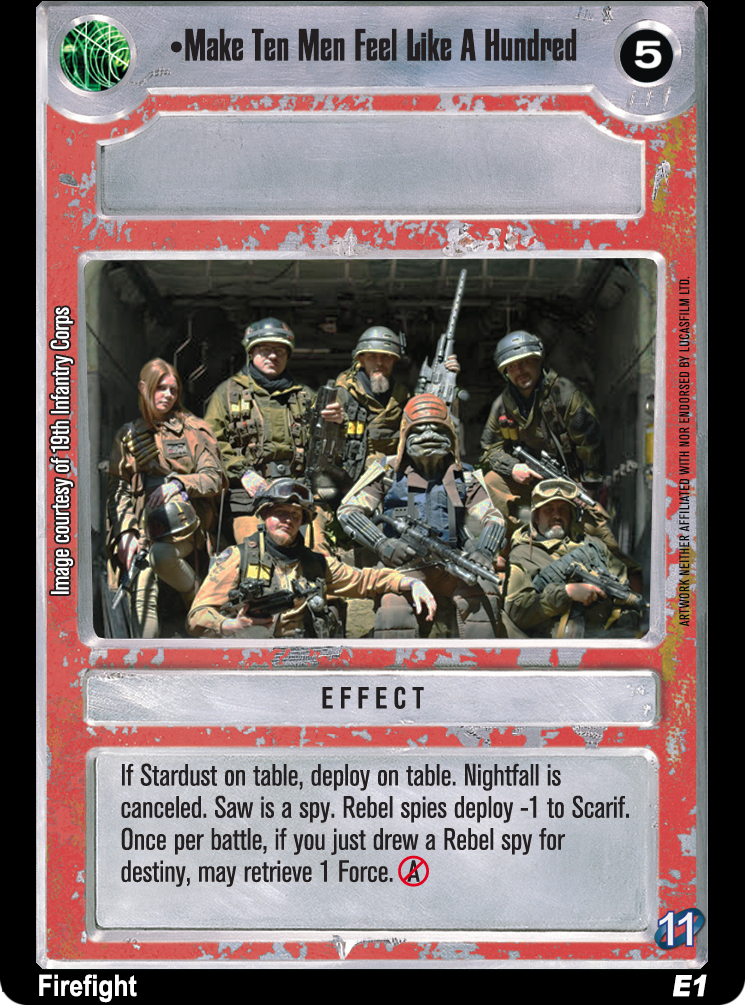 •Make Ten Men Feel Like A Hundred
5
Image courtesy of 19th Infantry Corps
ARTWORK NEITHER AFFILIATED WITH NOR ENDORSED BY LUCASFILM LTD.
EFFECT
If Stardust on table, deploy on table. Nightfall is
canceled. Saw is a spy. Rebel spies deploy -1 to Scarif.
Once per battle, if you just drew a Rebel spy for
destiny, may retrieve 1 Force. A
11
Firefight
E1